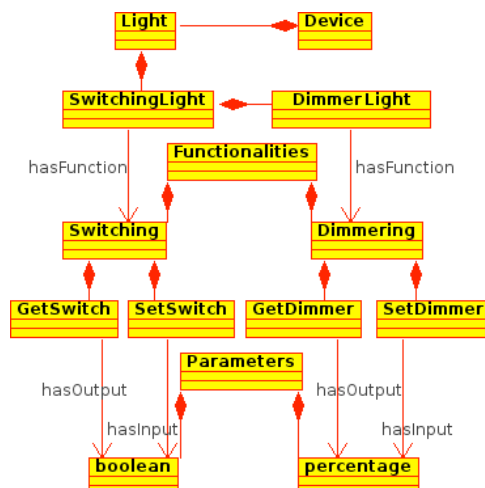 Light
Device
SwitchingLight
DimmerLight
Functionalities
hasFunction
hasFunction
Switching
Dimmering
GetSwitch
SetSwitch
GetDimmer
SetDimmer
Parameters
hasOutput
hasOutput
hasInput
hasInput
boolean
percentage